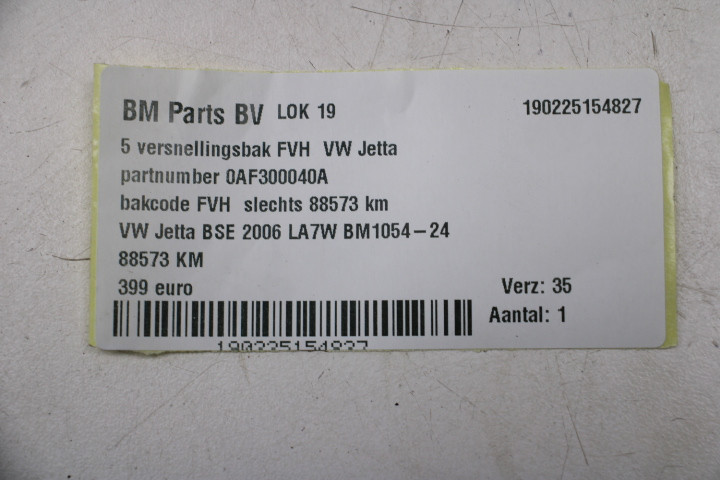 BM Parts BV LOK 19 190225154827
5 versnellingsbak FVH VW Jetta
partnumber 0AF300040A
bakcode FVH slechts 88573 km
VW Jetta BSE 2006 LA7W BM1054-24
88573 KM
399 euro Verz: 35
Aantal: 1
190225154827